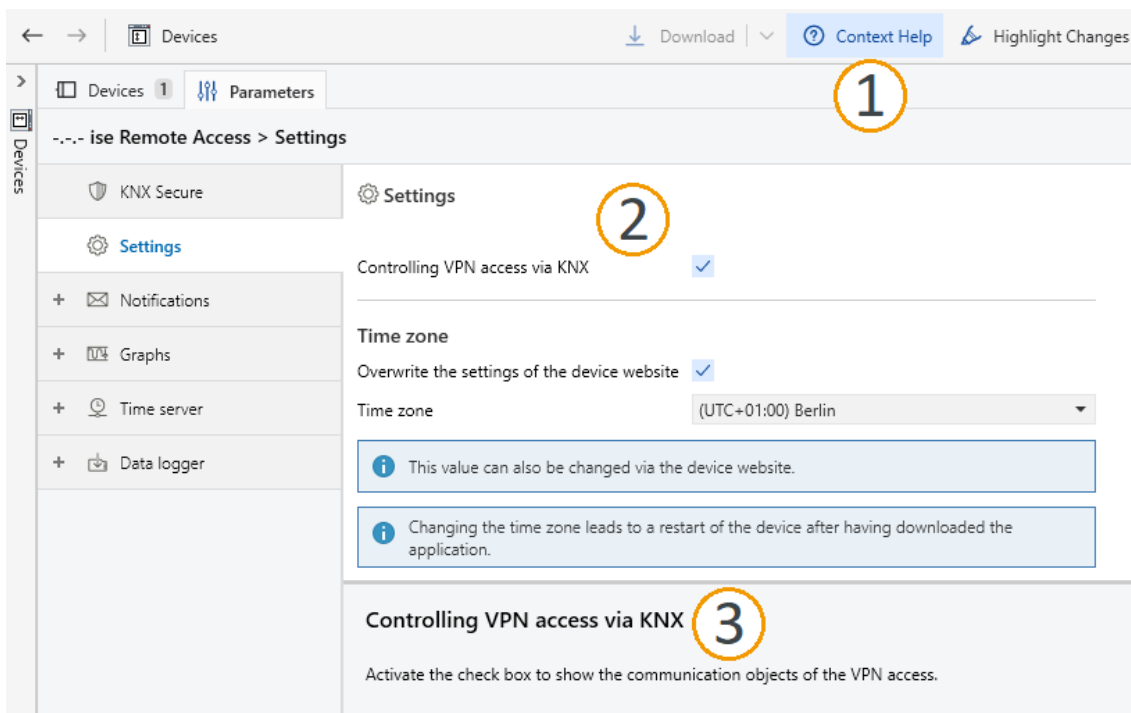 Devices
Download
Context Help
Highlight Changes
1
Devices
Devices 1
Parameters
-.-.- ise Remote Access > Settings
KNX Secure
Settings
Notifications
Graphs
Time server
Data logger
Settings
2
Controlling VPN access via KNX
Time zone
Overwrite the settings of the device website
Time zone
(UTC+01:00) Berlin
This value can also be changed via the device website.
Changing the time zone leads to a restart of the device after having downloaded the
application.
Controlling VPN access via KNX
3
Activate the check box to show the communication objects of the VPN access.